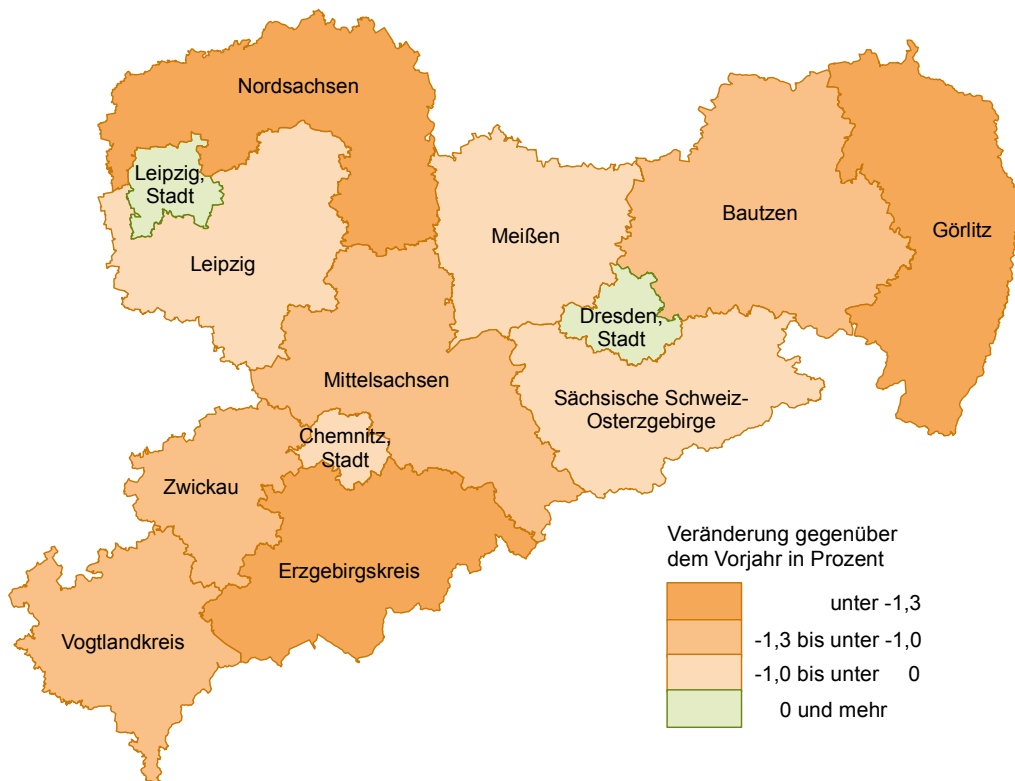 Nordsachsen
Leipzig,
Stadt
Leipzig
Meißen
Bautzen
Görlitz
Dresden,
Stadt
Mittelsachsen
Sächsische Schweiz-
Osterzgebirge
Chemnitz,
Stadt
Zwickau
Erzgebirgskreis
Vogtlandkreis
Veränderung gegenüber
dem Vorjahr in Prozent
unter -1,3
-1,3 bis unter -1,0
-1,0 bis unter 0
0 und mehr